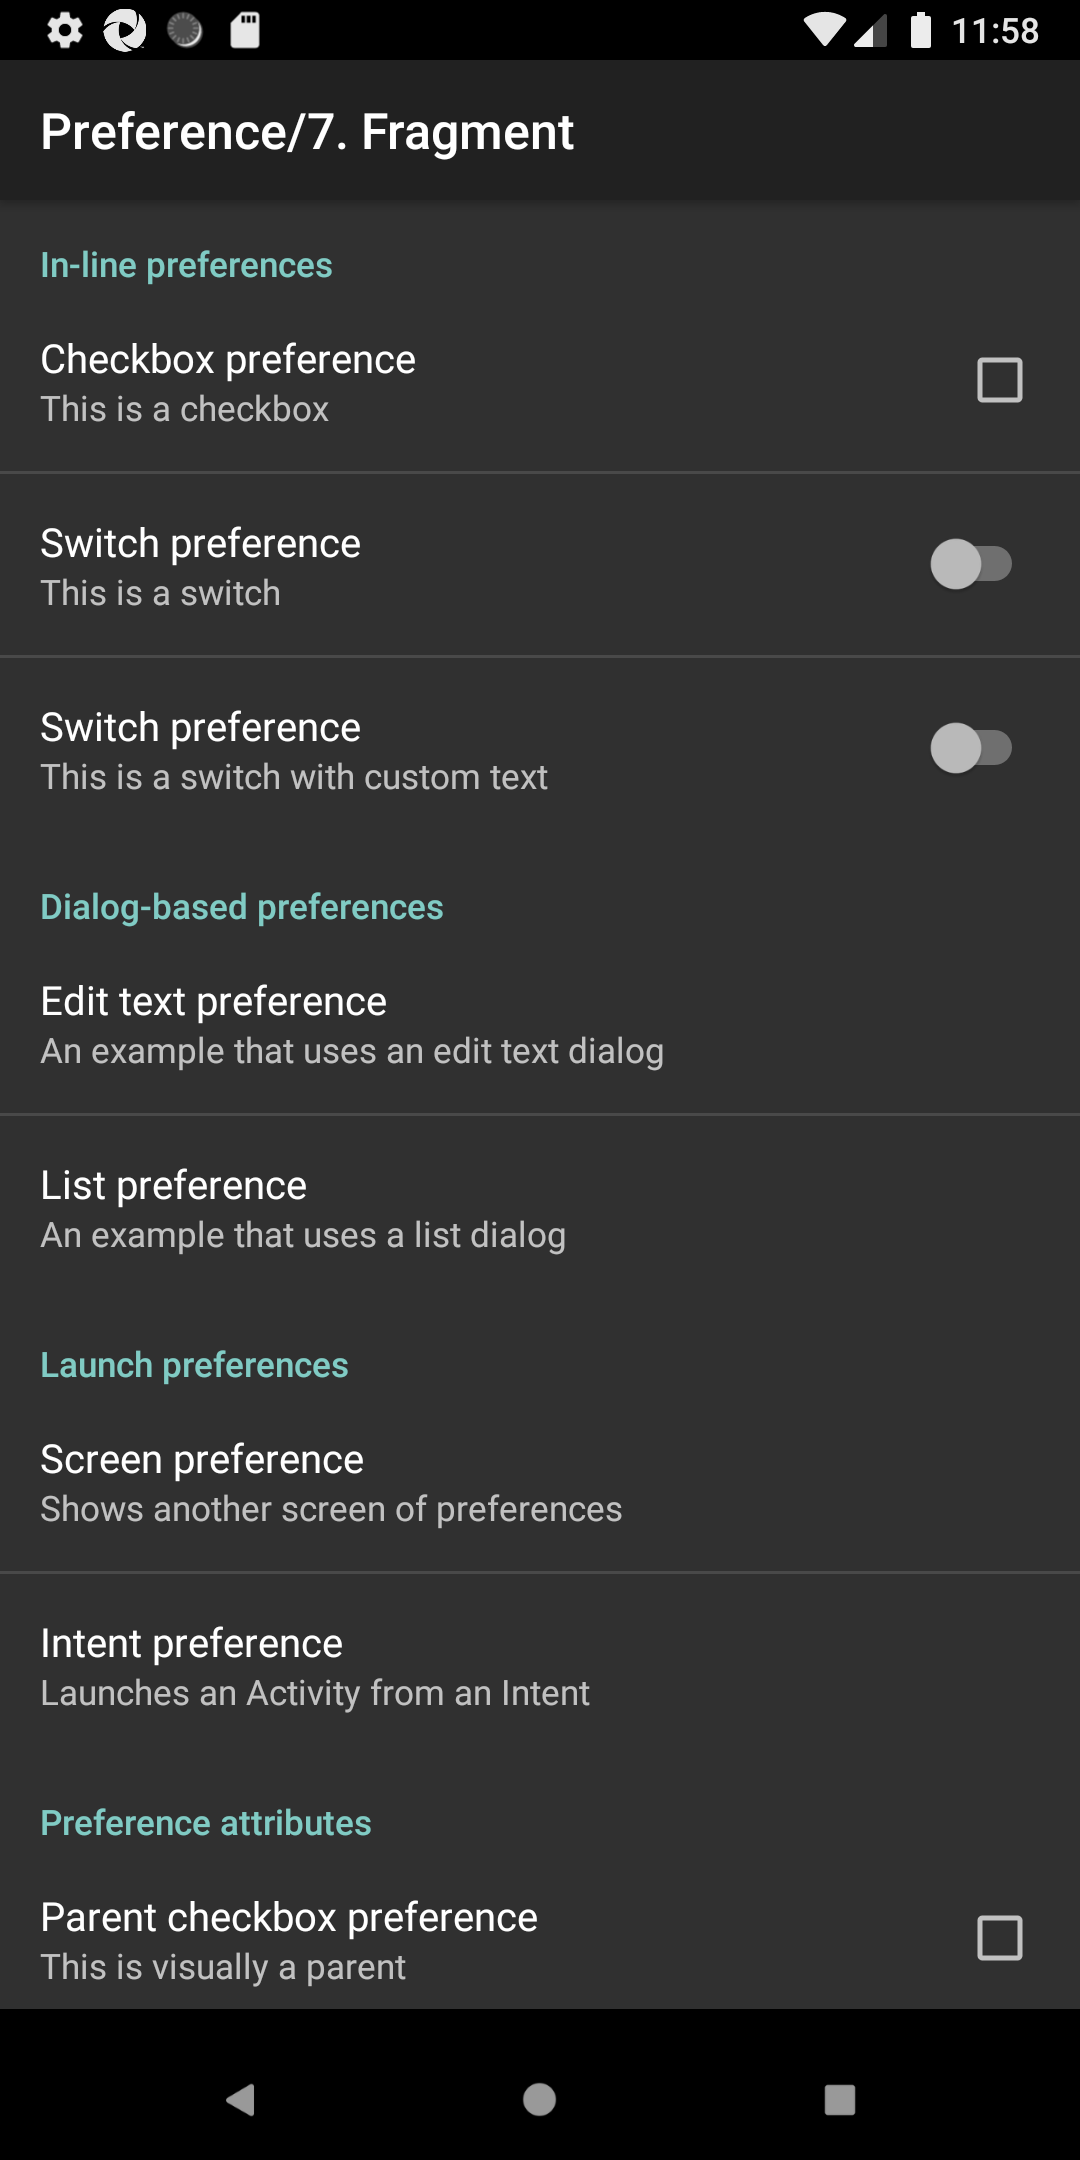 11:58
Preference/7. Fragment
In-line preferences
Checkbox preference
This is a checkbox
Switch preference
This is a switch
Switch preference
This is a switch with custom text
Dialog-based preferences
Edit text preference
An example that uses an edit text dialog
List preference
An example that uses a list dialog
Launch preferences
Screen preference
Shows another screen of preferences
Intent preference
Launches an Activity from an Intent
Preference attributes
Parent checkbox preference
This is visually a parent